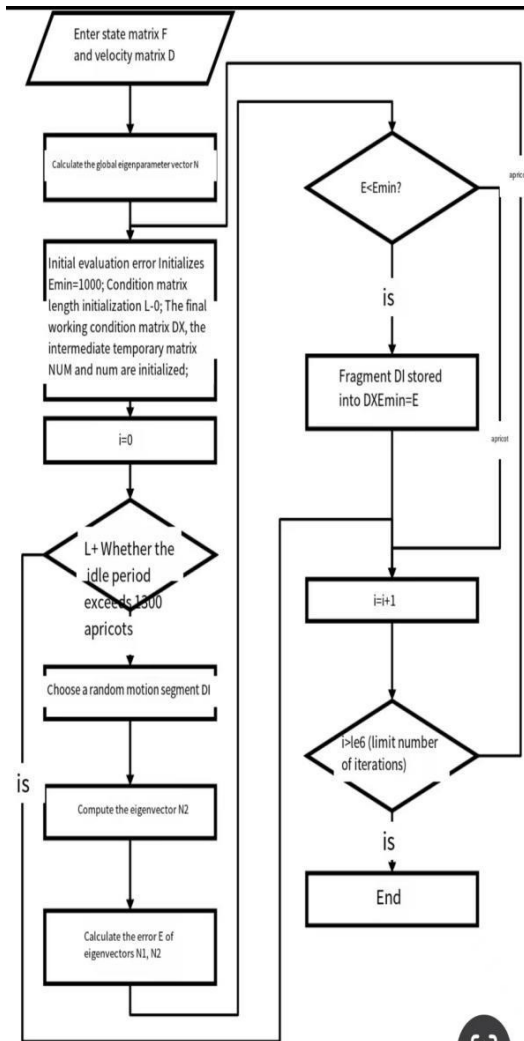 Enter state matrix F
and velocity matrix D
Calculate the global eigenparameter vector N
Initial evaluation error Initializes
Emin=1000; Condition matrix
length initialization L-0; The final
working condition matrix DX, the
intermediate temporary matrix
NUM and num are initialized;
i=0
L+ Whether the
idle period
exceeds 1300
apricots
Choose a random motion segment DI
is
Compute the eigenvector N2
Calculate the error E of
eigenvectors N1, N2
E<Emin?
apricot
is
Fragment DI stored
into DXEmin=E
apricot
i=i+1
i>le6 (limit number
of iterations)
is
End